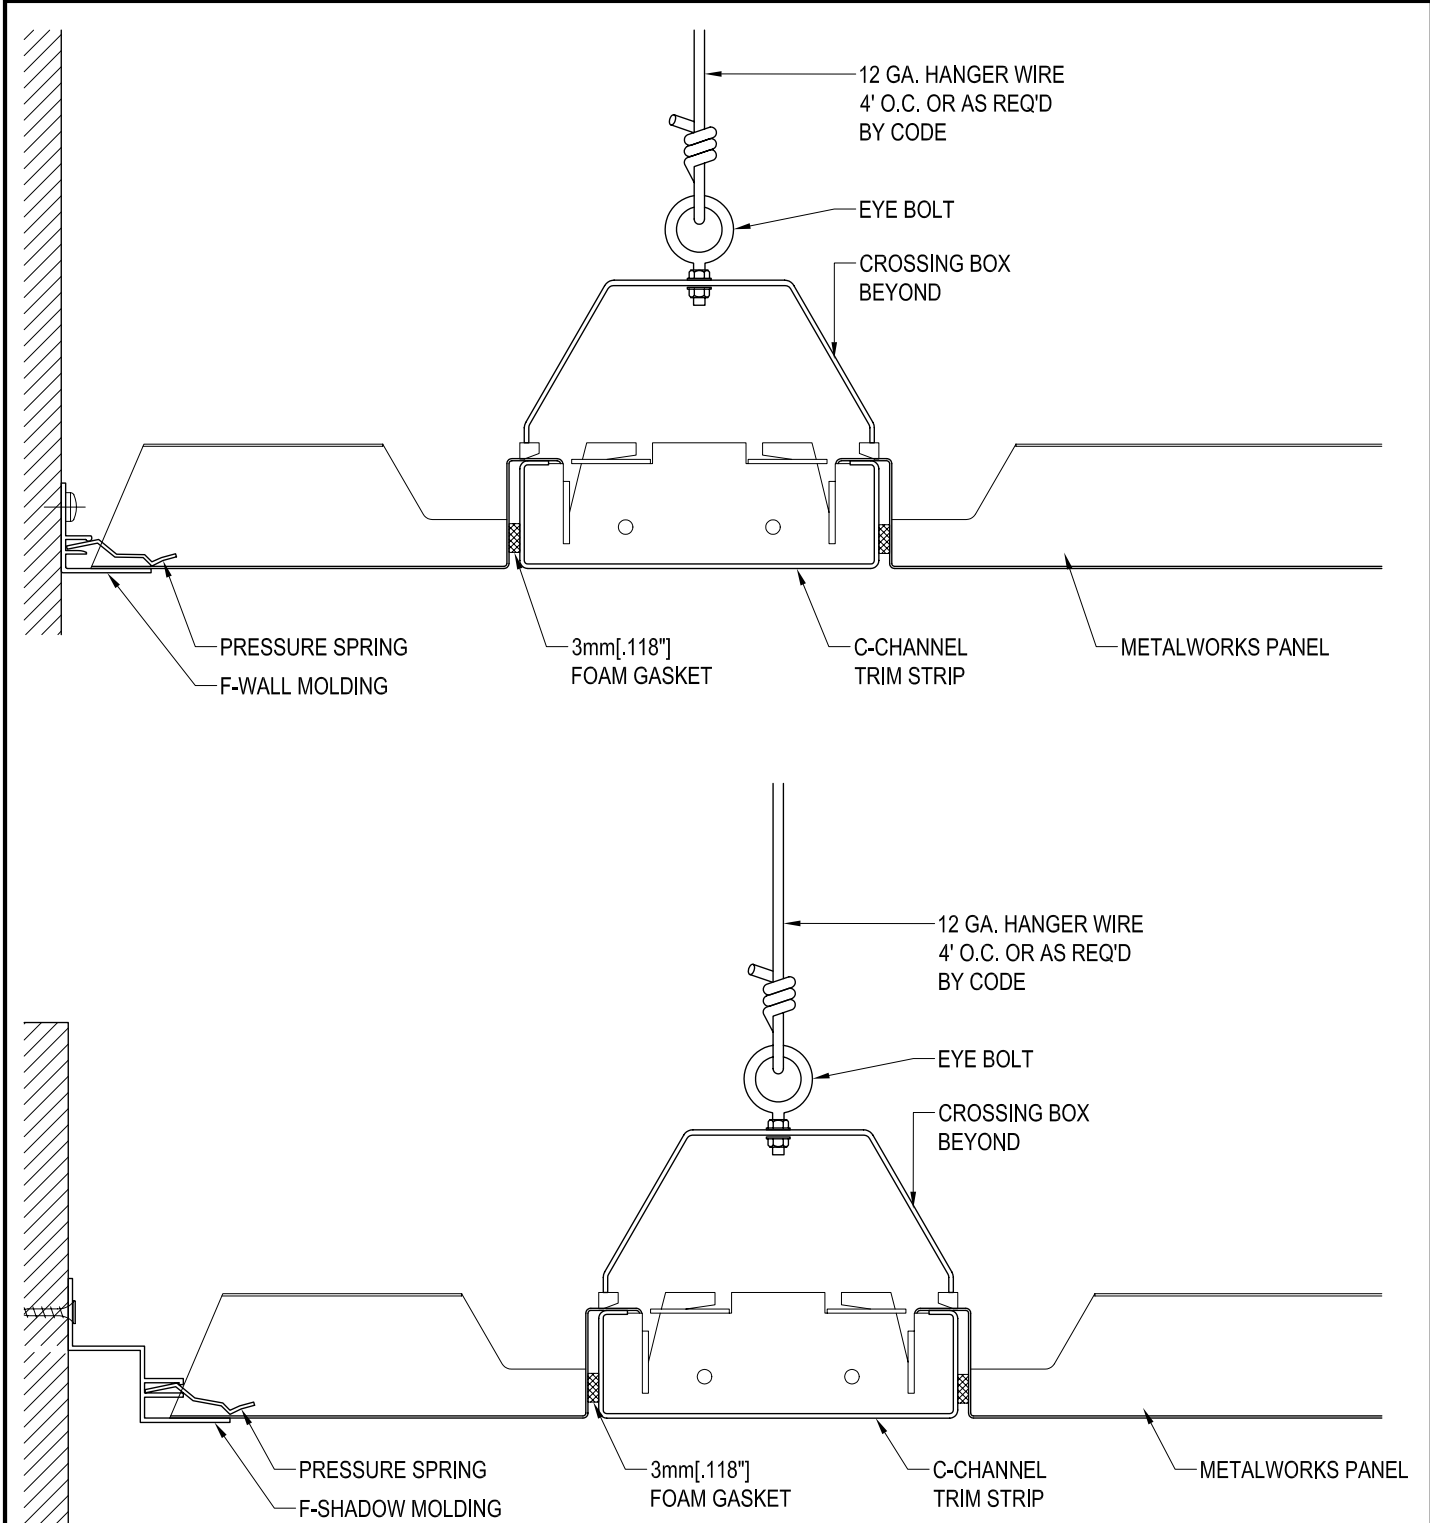 12 GA. HANGER WIRE
4' O.C. OR AS REQ'D
BY CODE
EYE BOLT
CROSSING BOX
BEYOND
PRESSURE SPRING
F-WALL MOLDING
3mm[.118"]
FOAM GASKET
C-CHANNEL
TRIM STRIP
METALWORKS PANEL
12 GA. HANGER WIRE
4' O.C. OR AS REQ'D
BY CODE
EYE BOLT
CROSSING BOX
BEYOND
PRESSURE SPRING
F-SHADOW MOLDING
3mm[.118"]
FOAM GASKET
C-CHANNEL
TRIM STRIP
METALWORKS PANEL